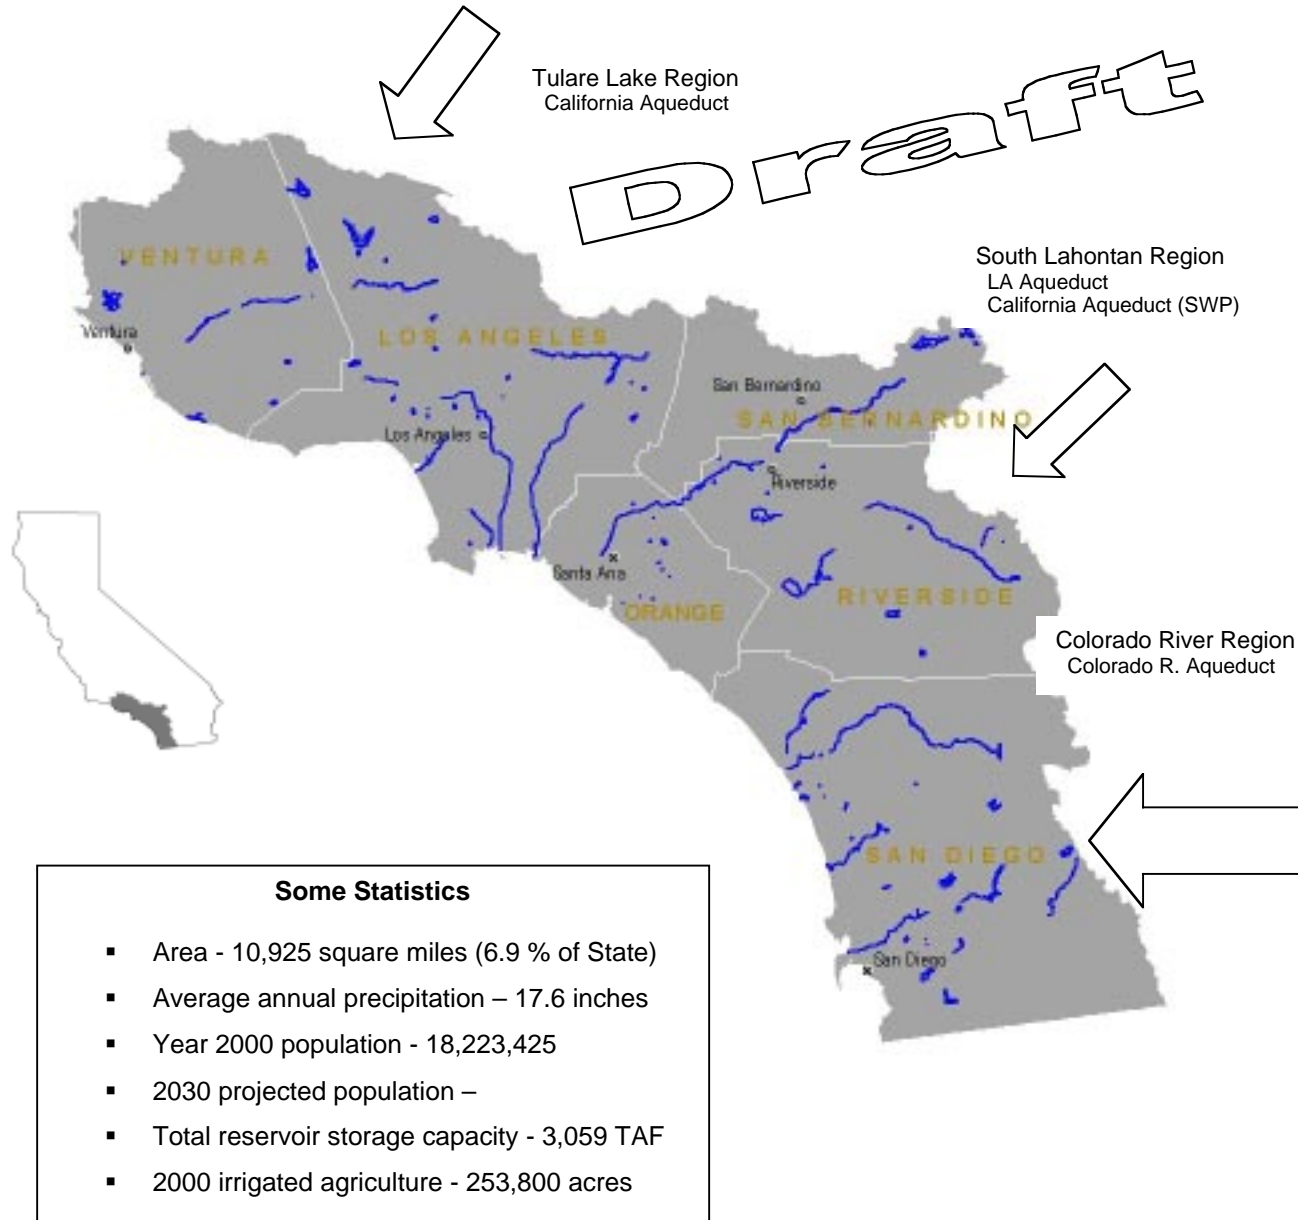 Tulare Lake Region
California Aqueduct
Draft
South Lahontan Region
LA Aqueduct
California Aqueduct (SWP)
VENTURA
Ventura
LOS ANGELES
Los Angeles
San Bernardino
SAN BERNARDINO
Riverside
Santa Ana
ORANGE
RIVERSIDE
Colorado River Region
Colorado R. Aqueduct
SAN DIEGO
San Diego
Some Statistics
▪ Area - 10,925 square miles (6.9 % of State)
▪ Average annual precipitation – 17.6 inches
▪ Year 2000 population - 18,223,425
▪ 2030 projected population –
▪ Total reservoir storage capacity - 3,059 TAF
▪ 2000 irrigated agriculture - 253,800 acres